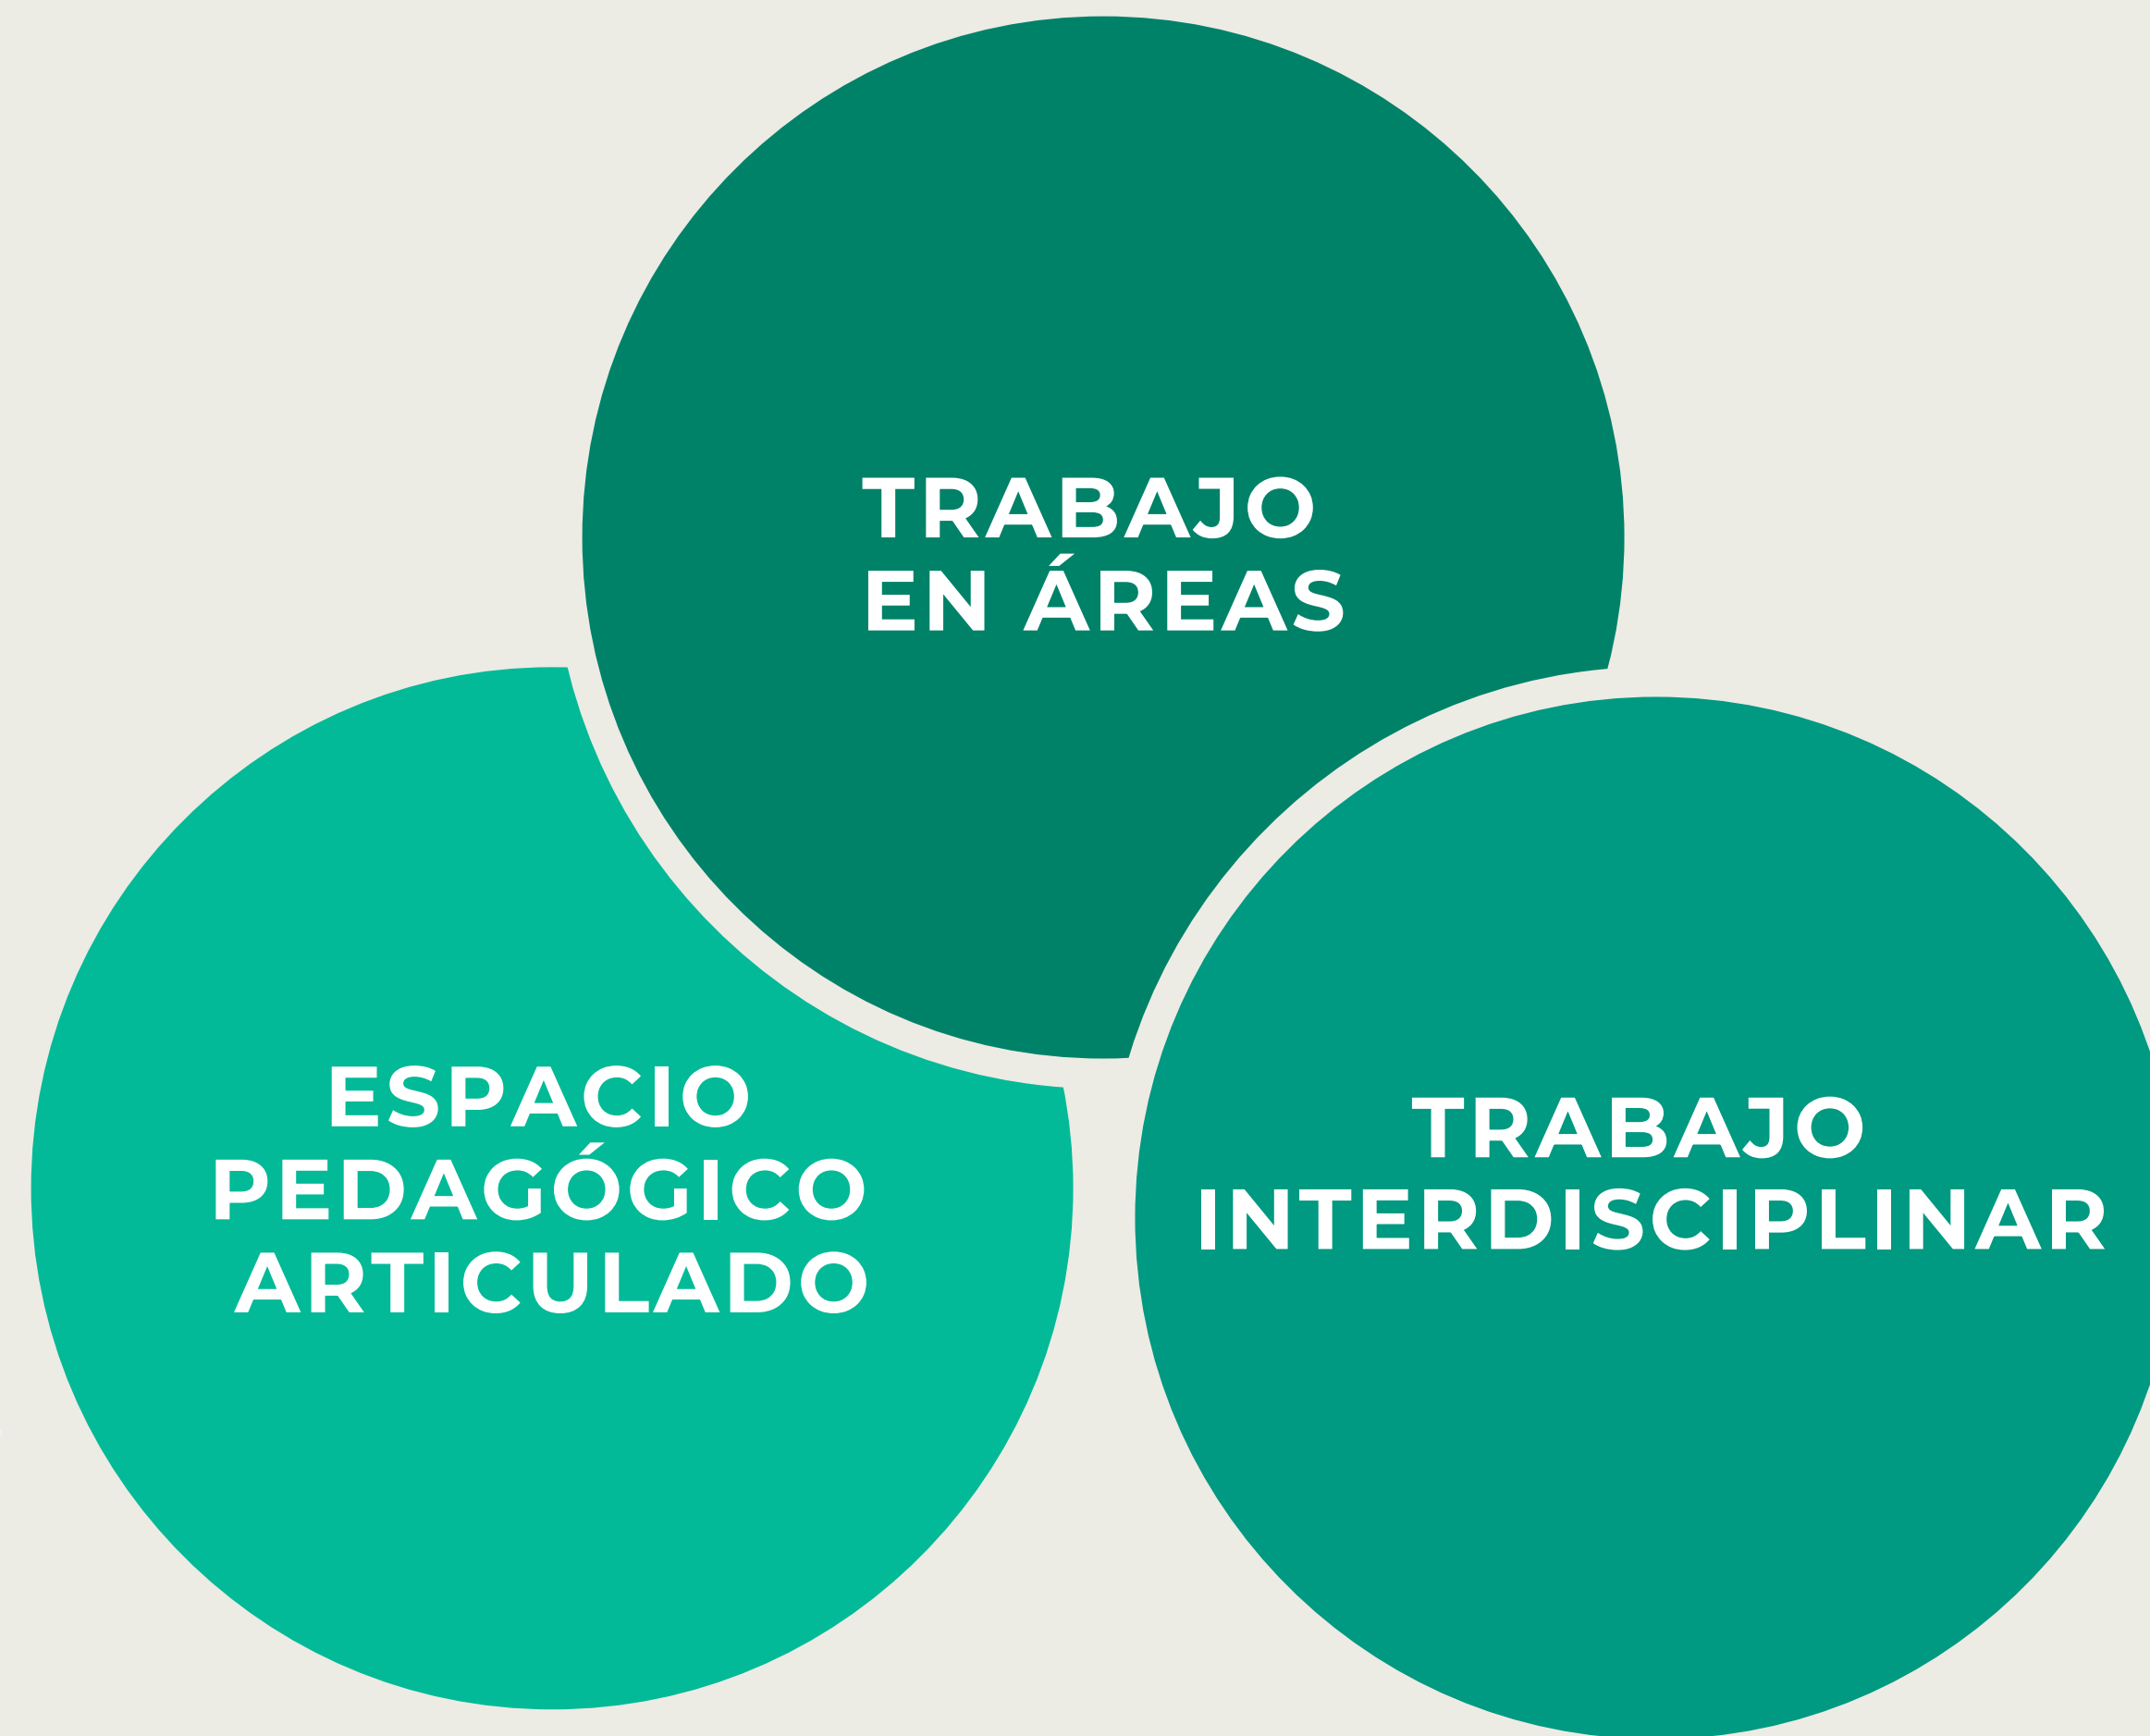 TRABAJO
EN ÁREAS
ESPACIO
PEDAGÓGICO
ARTICULADO
TRABAJO
INTERDISCIPLINAR